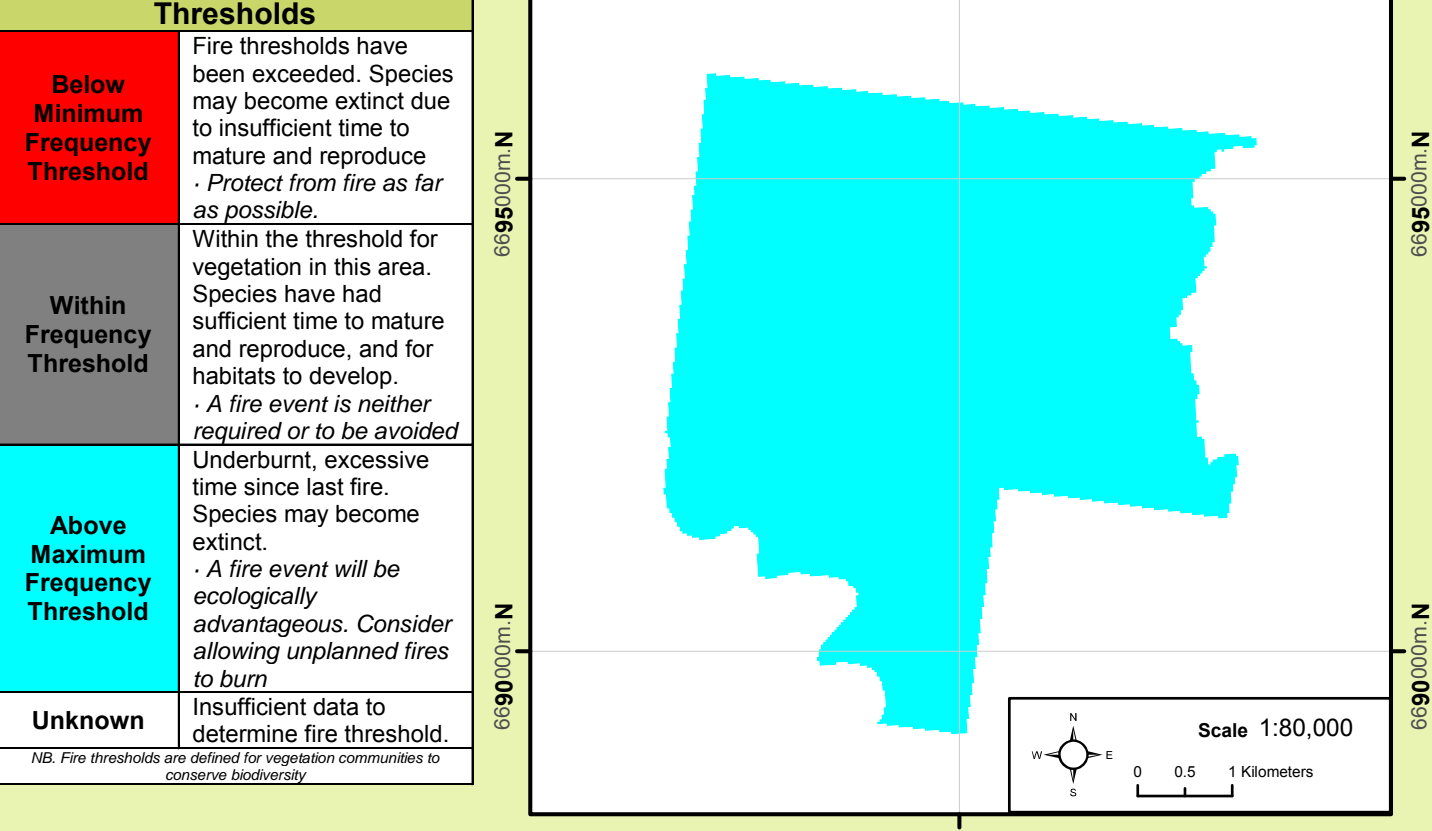 Thresholds
Below
Minimum
Frequency
Threshold
Fire thresholds have
been exceeded. Species
may become extinct due
to insufficient time to
mature and reproduce
· Protect from fire as far
as possible.
Within
Frequency
Threshold
Within the threshold for
vegetation in this area.
Species have had
sufficient time to mature
and reproduce, and for
habitats to develop.
· A fire event is neither
required or to be avoided
Above
Maximum
Frequency
Threshold
Underburnt, excessive
time since last fire.
Species may become
extinct.
· A fire event will be
ecologically
advantageous. Consider
allowing unplanned fires
to burn
Unknown
Insufficient data to
determine fire threshold.
NB. Fire thresholds are defined for vegetation communities to
conserve biodiversity
6695000m.N
6690000m.N
6695000m.N
6690000m.N
N
W E
S
Scale 1:80,000
0 0.5 1 Kilometers